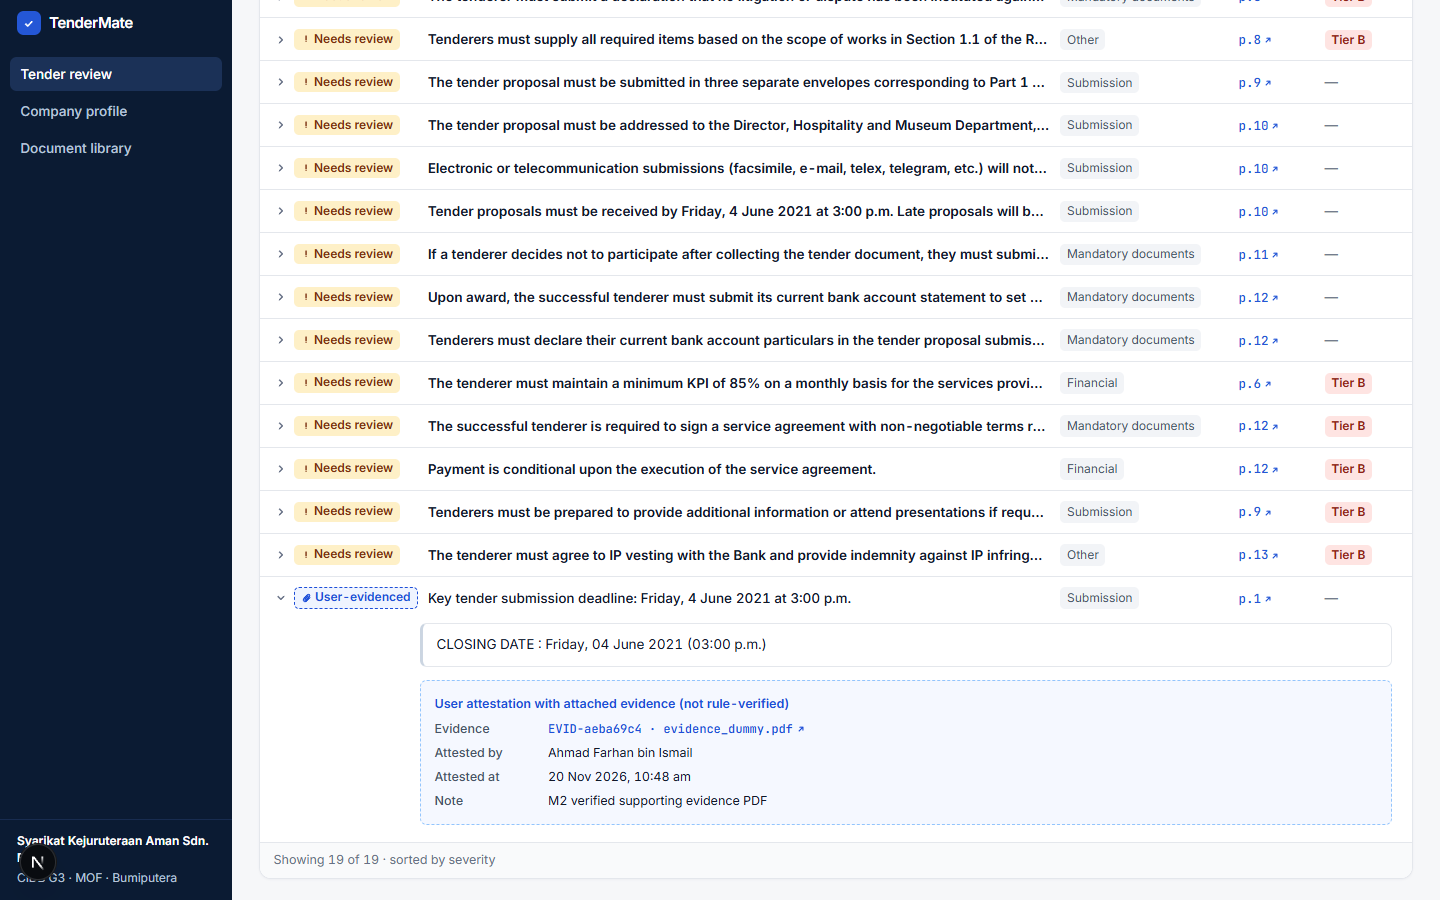 TenderMate
Tender review
Company profile
Document library
Syarikat Kejuruteraan Aman Sdn.
G3 · MOF · Bumiputera
N
The tenderer must submit a declaration that no litigation or dispute has been instituted again... Mandatory documents
! Needs review Tenderers must supply all required items based on the scope of works in Section 1.1 of the R... Other p.8 ↗ Tier B
! Needs review The tender proposal must be submitted in three separate envelopes corresponding to Part 1 ... Submission p.9 ↗ —
! Needs review The tender proposal must be addressed to the Director, Hospitality and Museum Department,... Submission p.10 ↗ —
! Needs review Electronic or telecommunication submissions (facsimile, e-mail, telex, telegram, etc.) will not... Submission p.10 ↗ —
! Needs review Tender proposals must be received by Friday, 4 June 2021 at 3:00 p.m. Late proposals will b... Submission p.10 ↗ —
! Needs review If a tenderer decides not to participate after collecting the tender document, they must submi... Mandatory documents p.11 ↗ —
! Needs review Upon award, the successful tenderer must submit its current bank account statement to set ... Mandatory documents p.12 ↗ —
! Needs review Tenderers must declare their current bank account particulars in the tender proposal submis... Mandatory documents p.12 ↗ —
! Needs review The tenderer must maintain a minimum KPI of 85% on a monthly basis for the services provi... Financial p.6 ↗ Tier B
! Needs review The successful tenderer is required to sign a service agreement with non-negotiable terms r... Mandatory documents p.12 ↗ Tier B
! Needs review Payment is conditional upon the execution of the service agreement. Financial p.12 ↗ Tier B
! Needs review Tenderers must be prepared to provide additional information or attend presentations if requ... Submission p.9 ↗ Tier B
! Needs review The tenderer must agree to IP vesting with the Bank and provide indemnity against IP infring... Other p.13 ↗ Tier B
User-evidenced Key tender submission deadline: Friday, 4 June 2021 at 3:00 p.m. Submission p.1 ↗ —
CLOSING DATE : Friday, 04 June 2021 (03:00 p.m.)
User attestation with attached evidence (not rule-verified)
Evidence EVID-aeba69c4 · evidence_dummy.pdf ↗
Attested by Ahmad Farhan bin Ismail
Attested at 20 Nov 2026, 10:48 am
Note M2 verified supporting evidence PDF
Showing 19 of 19 · sorted by severity